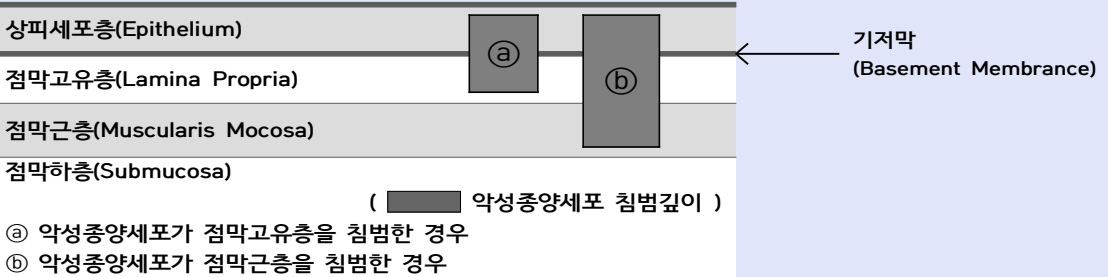 상피세포층(Epithelium)
ⓐ
ⓑ
기저막
(Basement Membrance)
점막고유층(Lamina Propria)
점막근층(Muscularis Mocosa)
점막하층(Submucosa)
( 악성종양세포 침범깊이 )
ⓐ 악성종양세포가 점막고유층을 침범한 경우
ⓑ 악성종양세포가 점막근층을 침범한 경우